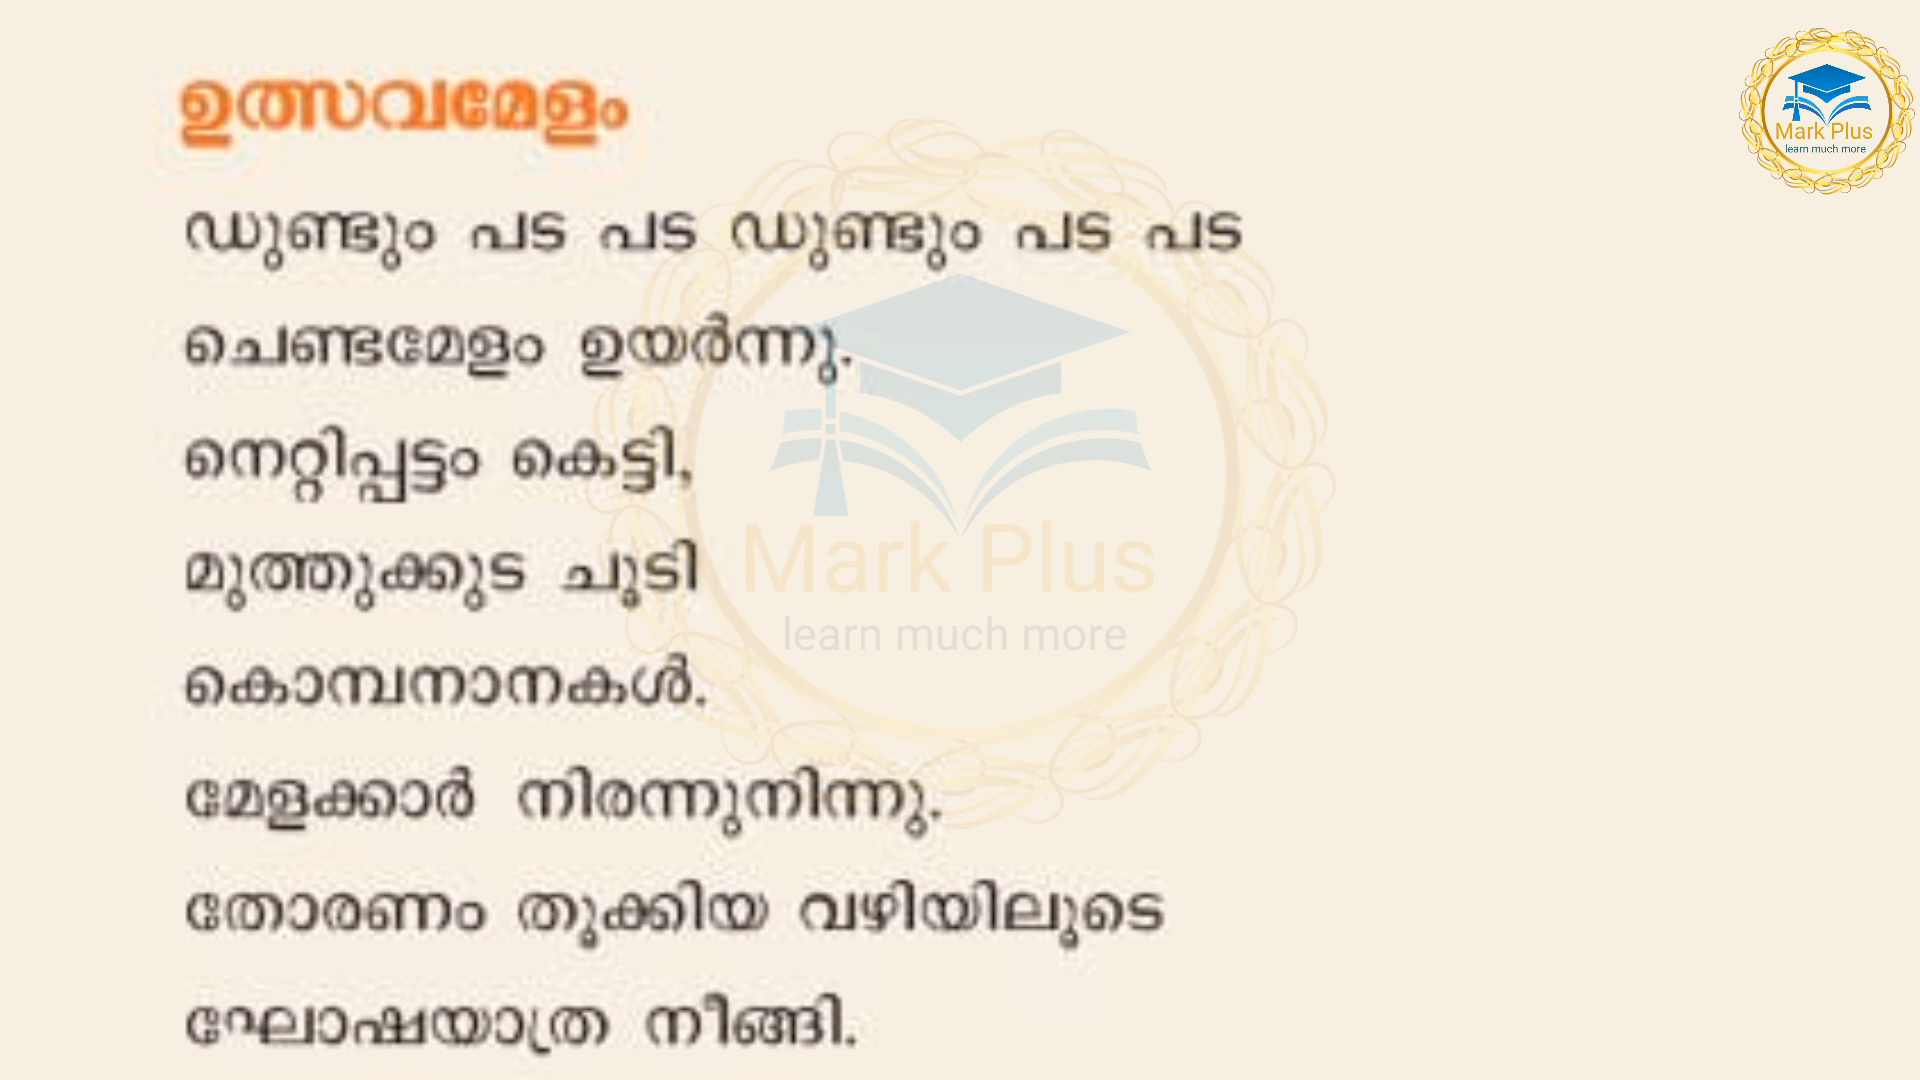 ഉത്സവമേളം
ഡുണ്ടും പട പട ഡുണ്ടും പട പട
ചെണ്ടമേളം ഉയർന്നു.
നെറ്റിപ്പട്ടം കെട്ടി,
മുത്തുക്കുട ചൂടി
കൊമ്പനാനകൾ.
മേളക്കാർ നിരന്നുനിന്നു.
തോരണം തൂക്കിയ വഴിയിലൂടെ
ഘോഷയാത്ര നീങ്ങി.
Mark Plus
learn much more
Mark Plus
learn much more